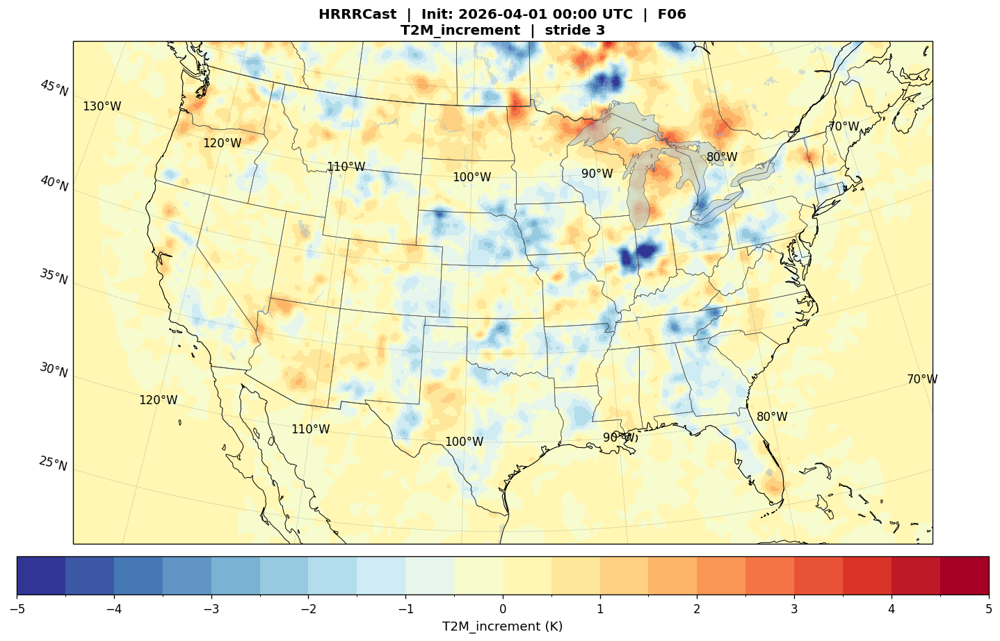 HRRRCast | Init: 2026-04-01 00:00 UTC | F06
T2M_increment | stride 3
45°N
130°W
120°W
70°W
110°W
100°W
90°W
80°W
40°N
35°N
30°N
70°W
120°W
110°W
100°W
90°W
80°W
25°N
−5 −4 −3 −2 −1 0 1 2 3 4 5
T2M_increment (K)